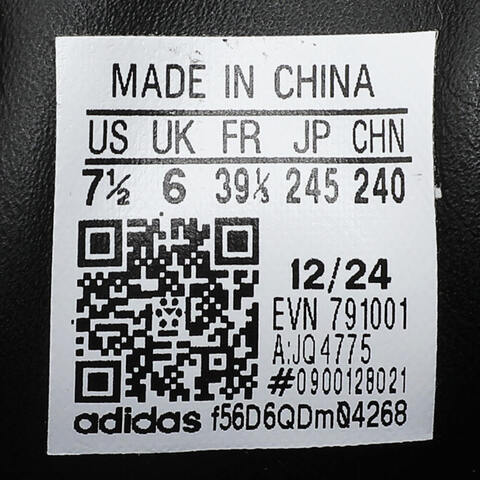 MADE IN CHINA
US UK FR JP CHN
7½ 6 39⅓ 245 240
12/24
EVN 791001
A:JQ4775
#0900128021
adidas f56D6QDm04268